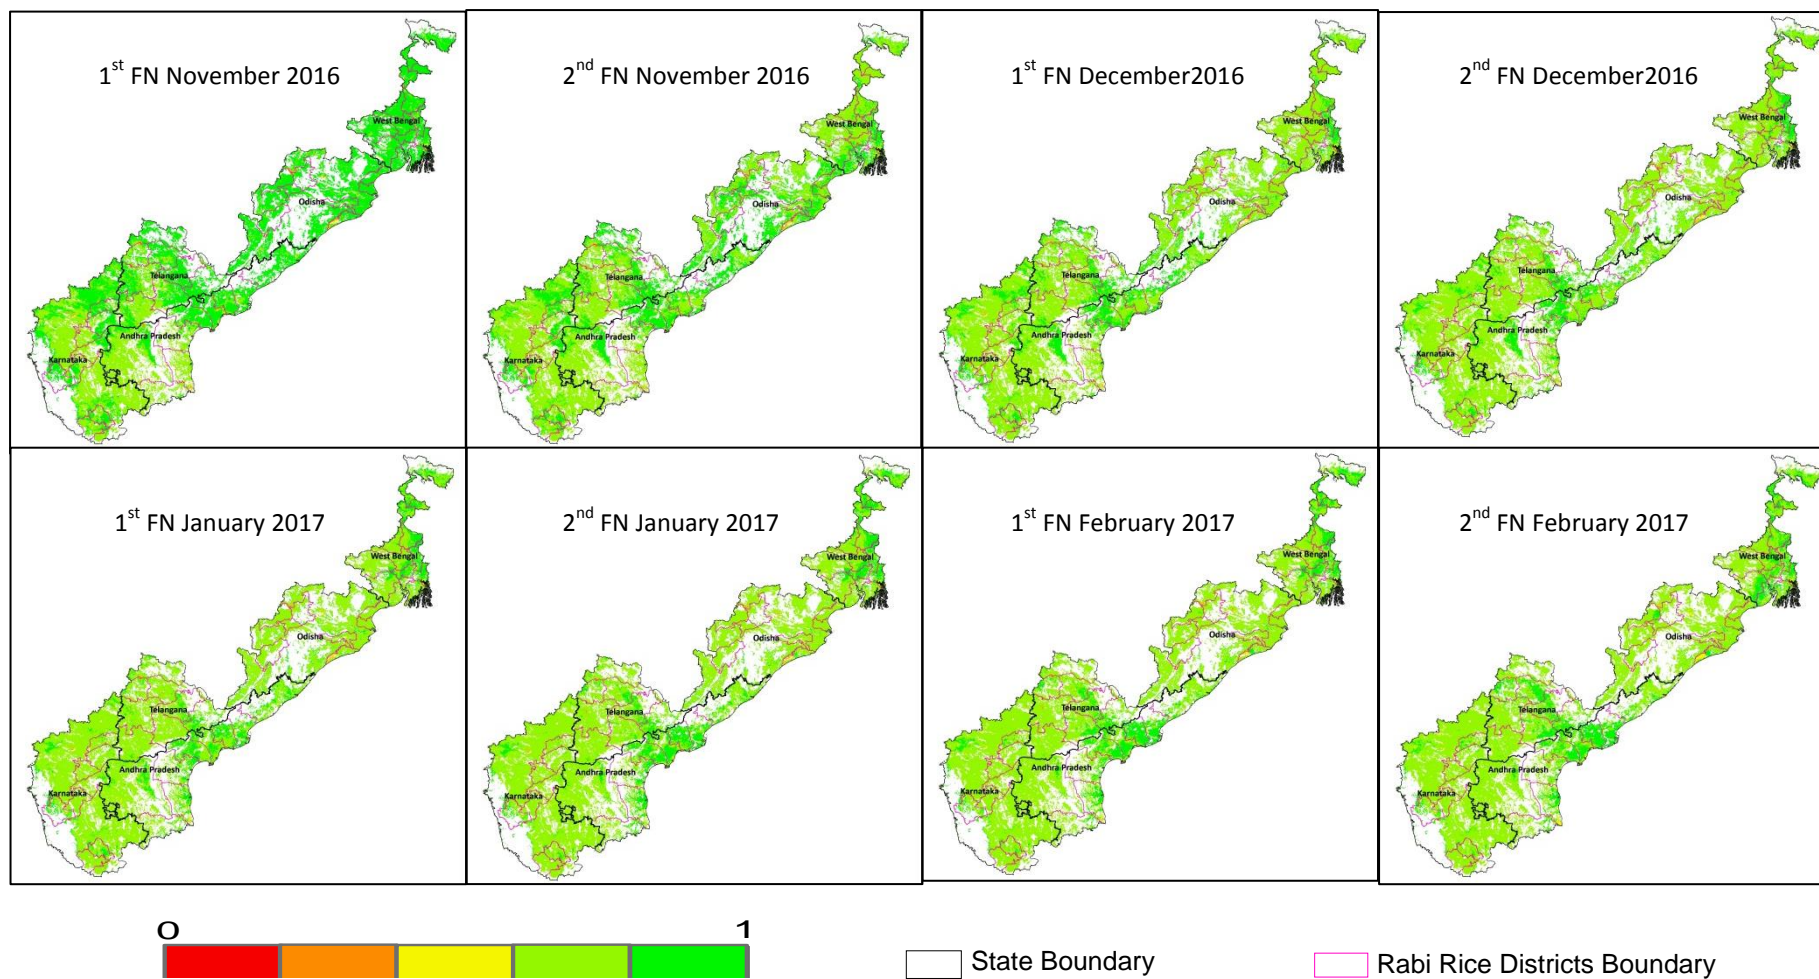 1st FN November 2016
2nd FN November 2016
1st FN December2016
2nd FN December2016
West Bengal
Odisha
Telangana
Andhra Pradesh
Karnataka
West Bengal
Odisha
Telangana
Andhra Pradesh
Karnataka
West Bengal
Odisha
Telangana
Andhra Pradesh
Karnataka
West Bengal
Odisha
Telangana
Andhra Pradesh
Karnataka
1st FN January 2017
2nd FN January 2017
1st FN February 2017
2nd FN February 2017
West Bengal
Odisha
Telangana
Andhra Pradesh
Karnataka
West Bengal
Odisha
Telangana
Andhra Pradesh
Karnataka
West Bengal
Odisha
Telangana
Andhra Pradesh
Karnataka
West Bengal
Odisha
Telangana
Andhra Pradesh
Karnataka
0 1
State Boundary
Rabi Rice Districts Boundary